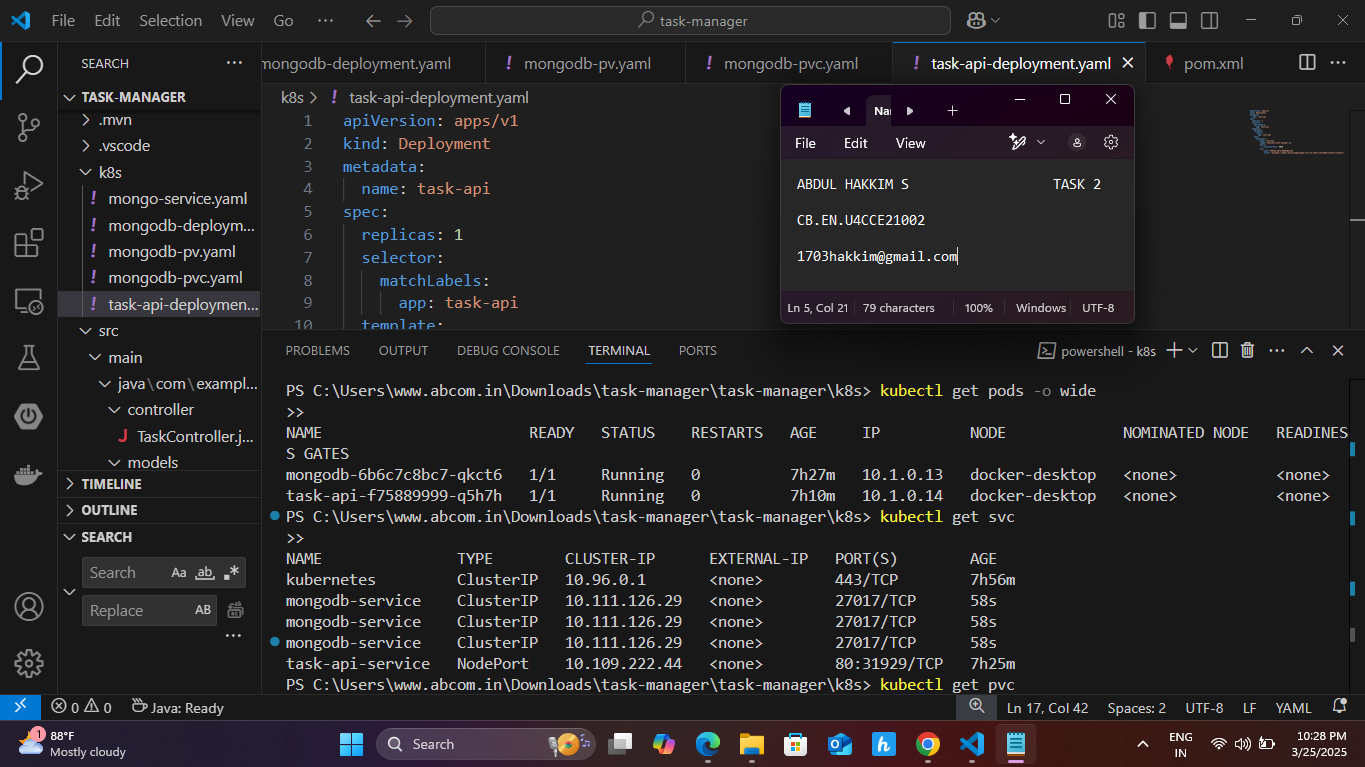 File Edit Selection View Go ··· task-manager
SEARCH ···
mongodb-deployment.yaml ! mongodb-pv.yaml ! mongodb-pvc.yaml ! task-api-deployment.yaml pom.xml ···
TASK-MANAGER
.mvn
.vscode
k8s
! mongo-service.yaml
! mongodb-deploym...
! mongodb-pv.yaml
! mongodb-pvc.yaml
! task-api-deploymen...
src
main
java\com\exampl...
controller
J TaskController.j...
models
TIMELINE
OUTLINE
SEARCH
Search Aa ab
Replace AB
···
k8s > ! task-api-deployment.yaml
1 apiVersion: apps/v1
2 kind: Deployment
3 metadata:
4 name: task-api
5 spec:
6 replicas: 1
7 selector:
8 matchLabels:
9 app: task-api
10 template:
File Edit View
ABDUL HAKKIM S TASK 2
CB.EN.U4CCE21002
1703hakkim@gmail.com
Ln 5, Col 21 79 characters 100% Windows UTF-8
PROBLEMS OUTPUT DEBUG CONSOLE TERMINAL PORTS powershell - k8s ···
PS C:\Users\www.abcom.in\Downloads\task-manager\task-manager\k8s> kubectl get pods -o wide
>>
NAME READY STATUS RESTARTS AGE IP NODE NOMINATED NODE READINES
S GATES
mongodb-6b6c7c8bc7-qkct6 1/1 Running 0 7h27m 10.1.0.13 docker-desktop <none> <none>
task-api-f75889999-q5h7h 1/1 Running 0 7h10m 10.1.0.14 docker-desktop <none> <none>
PS C:\Users\www.abcom.in\Downloads\task-manager\task-manager\k8s> kubectl get svc
>>
NAME TYPE CLUSTER-IP EXTERNAL-IP PORT(S) AGE
kubernetes ClusterIP 10.96.0.1 <none> 443/TCP 7h56m
mongodb-service ClusterIP 10.111.126.29 <none> 27017/TCP 58s
mongodb-service ClusterIP 10.111.126.29 <none> 27017/TCP 58s
mongodb-service ClusterIP 10.111.126.29 <none> 27017/TCP 58s
task-api-service NodePort 10.109.222.44 <none> 80:31929/TCP 7h25m
PS C:\Users\www.abcom.in\Downloads\task-manager\task-manager\k8s> kubectl get pvc
0 0 Java: Ready Ln 17, Col 42 Spaces: 2 UTF-8 LF YAML
1 88°F
Mostly cloudy
Search
ENG
IN
10:28 PM
3/25/2025